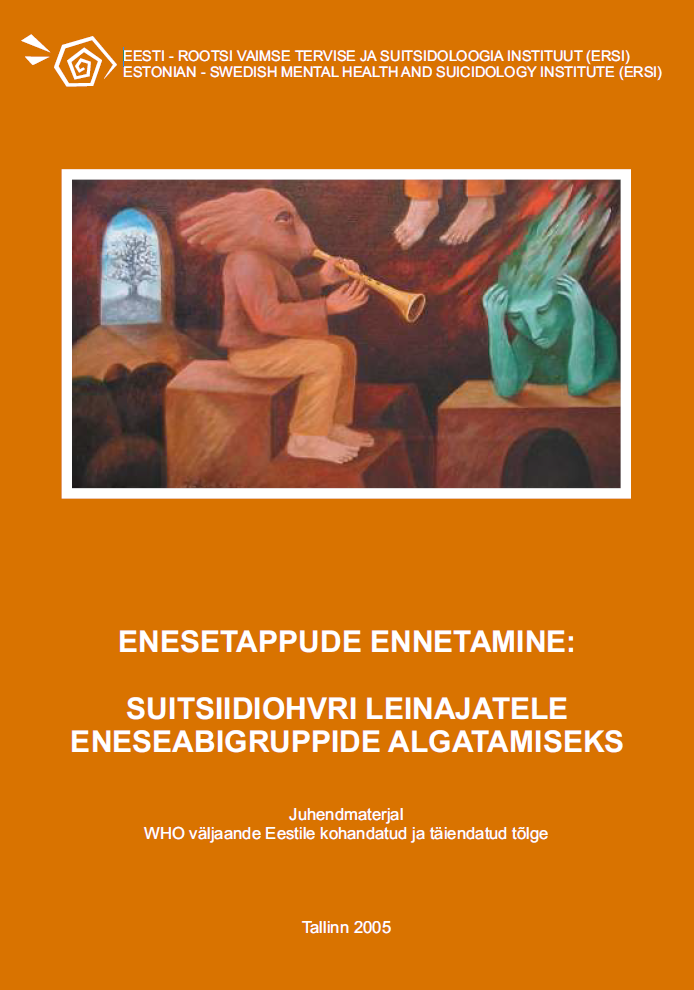 EESTI - ROOTSI VAIMSE TERVISE JA SUITSIDOLOOGIA INSTITUUT (ERSI)
ESTONIAN - SWEDISH MENTAL HEALTH AND SUICIDOLOGY INSTITUTE (ERSI)
ENESETAPPUDE ENNETAMINE:
SUITSIIDIOHVRI LEINAJATELE
ENESEABIGRUPPIDE ALGATAMISEKS
Juhendmaterjal
WHO väljaande Eestile kohandatud ja täiendatud tõlge
Tallinn 2005